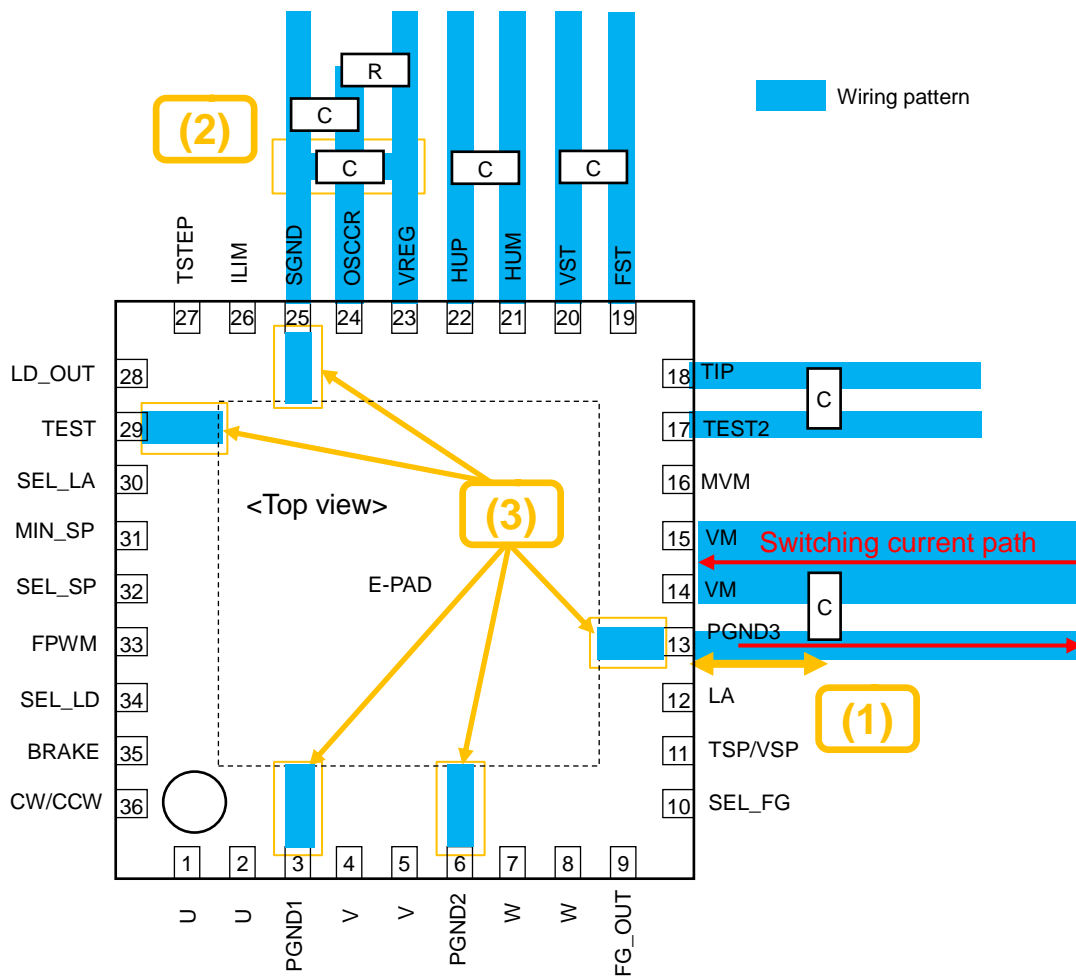 R
Wiring pattern
C
(2)
C
C
C
TSTEP
ILIM
SGND
OSCCR
VREG
HUP
HUM
VST
FST
27
26
25
24
23
22
21
20
19
LD_OUT
28
18
TIP
C
TEST
29
17
TEST2
SEL_LA
30
<Top view>
(3)
16
MVM
MIN_SP
31
15
VM
Switching current path
SEL_SP
32
E-PAD
14
VM
C
FPWM
33
13
PGND3
SEL_LD
34
12
LA
(1)
BRAKE
35
11
TSP/VSP
CW/CCW
36
10
SEL_FG
1
2
3
4
5
6
7
8
9
U
U
PGND1
V
V
PGND2
W
W
FG_OUT